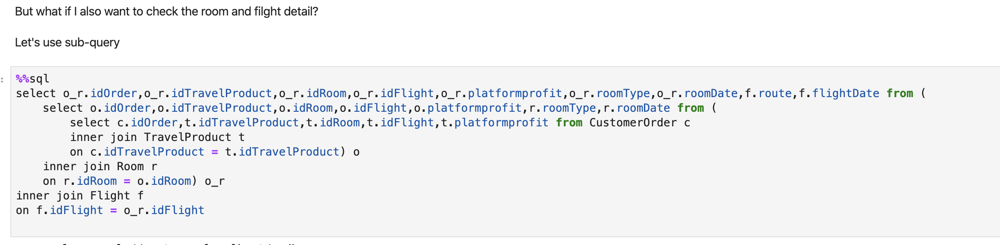 But what if I also want to check the room and filght detail?
Let's use sub-query
%%sql
select o_r.idOrder,o_r.idTravelProduct,o_r.idRoom,o_r.idFlight,o_r.platformprofit,o_r.roomType,o_r.roomDate,f.route,f.flightDate from (
    select o.idOrder,o.idTravelProduct,o.idRoom,o.idFlight,o.platformprofit,r.roomType,r.roomDate from (
        select c.idOrder,t.idTravelProduct,t.idRoom,t.idFlight,t.platformprofit from CustomerOrder c
        inner join TravelProduct t
        on c.idTravelProduct = t.idTravelProduct) o
    inner join Room r
    on r.idRoom = o.idRoom) o_r
inner join Flight f
on f.idFlight = o_r.idFlight